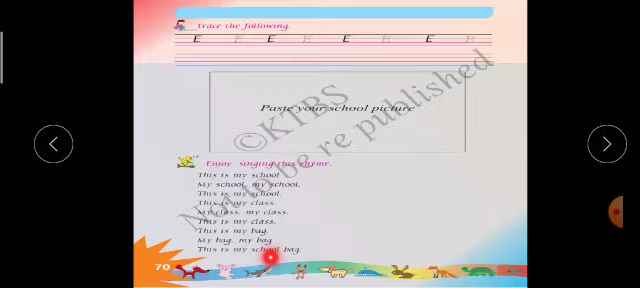 Trace the following.
E E E E E E E E
Paste your school picture
©KTBS
Not to be re published
Enjoy singing this rhyme.
This is my school
My school, my school.
This is my school.
This is my class.
My class, my class.
This is my class.
This is my bag.
My bag, my bag
This is my school bag.
70